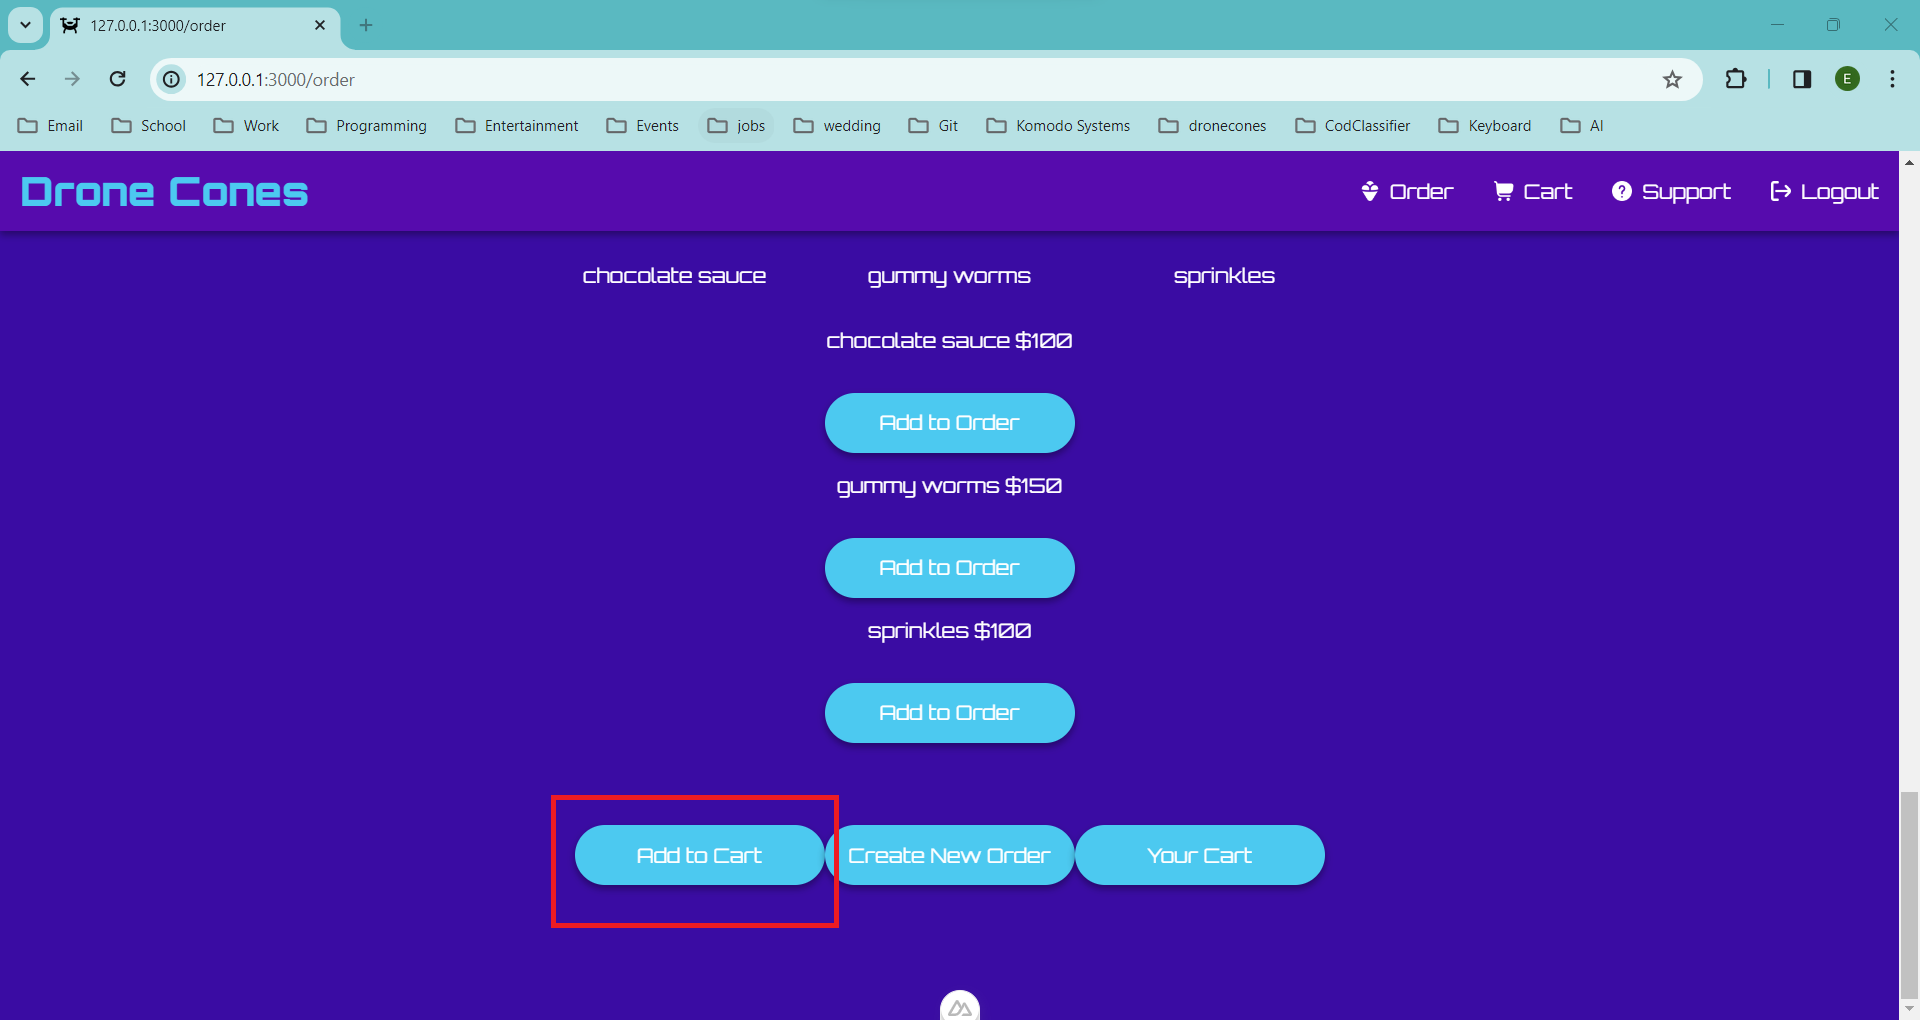 127.0.0.1:3000/order
127.0.0.1:3000/order
E
Email School Work Programming Entertainment Events jobs wedding Git Komodo Systems dronecones CodClassifier Keyboard AI
Drone Cones Order Cart Support Logout
chocolate sauce gummy worms sprinkles
chocolate sauce $100
Add to Order
gummy worms $150
Add to Order
sprinkles $100
Add to Order
Add to Cart Create New Order Your Cart